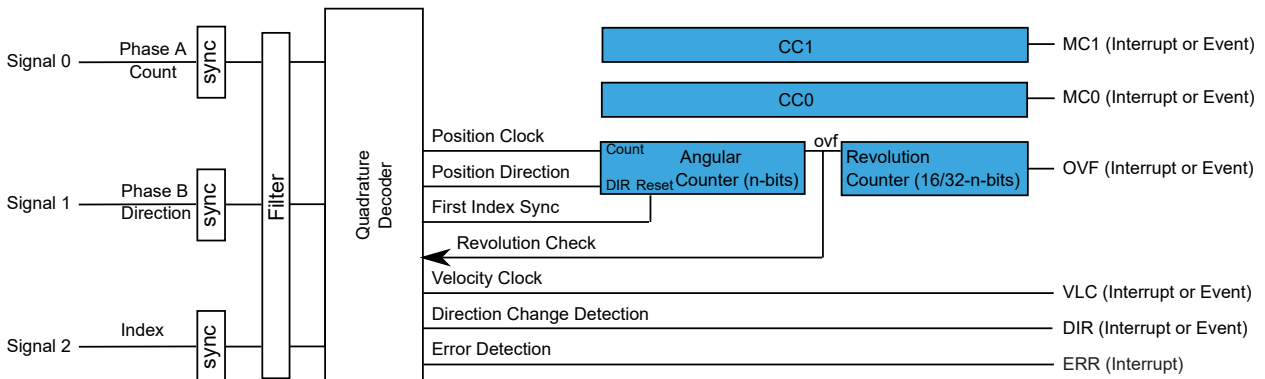 Signal 0
Phase A
Count
sync
Signal 1
Phase B
Direction
sync
Signal 2
Index
sync
Filter
Quadrature
Decoder
CC1
MC1 (Interrupt or Event)
CC0
MC0 (Interrupt or Event)
Position Clock
Position Direction
First Index Sync
Revolution Check
Velocity Clock
Direction Change Detection
Error Detection
Count
DIR Reset
Angular
Counter (n-bits)
ovf
Revolution
Counter (16/32-n-bits)
OVF (Interrupt or Event)
VLC (Interrupt or Event)
DIR (Interrupt or Event)
ERR (Interrupt)